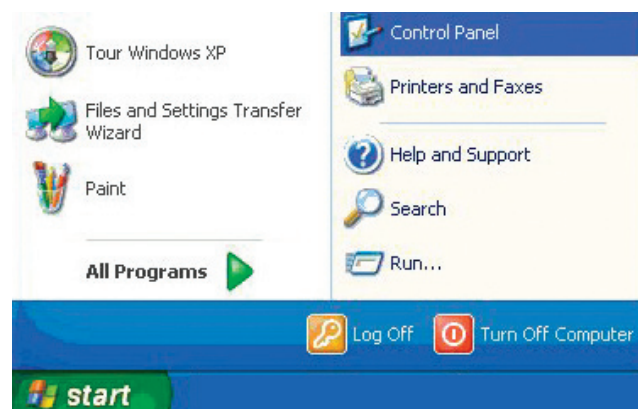 Tour Windows XP
Files and Settings Transfer
Wizard
Paint
All Programs
Control Panel
Printers and Faxes
Help and Support
Search
Run...
Log Off
Turn Off Computer
start